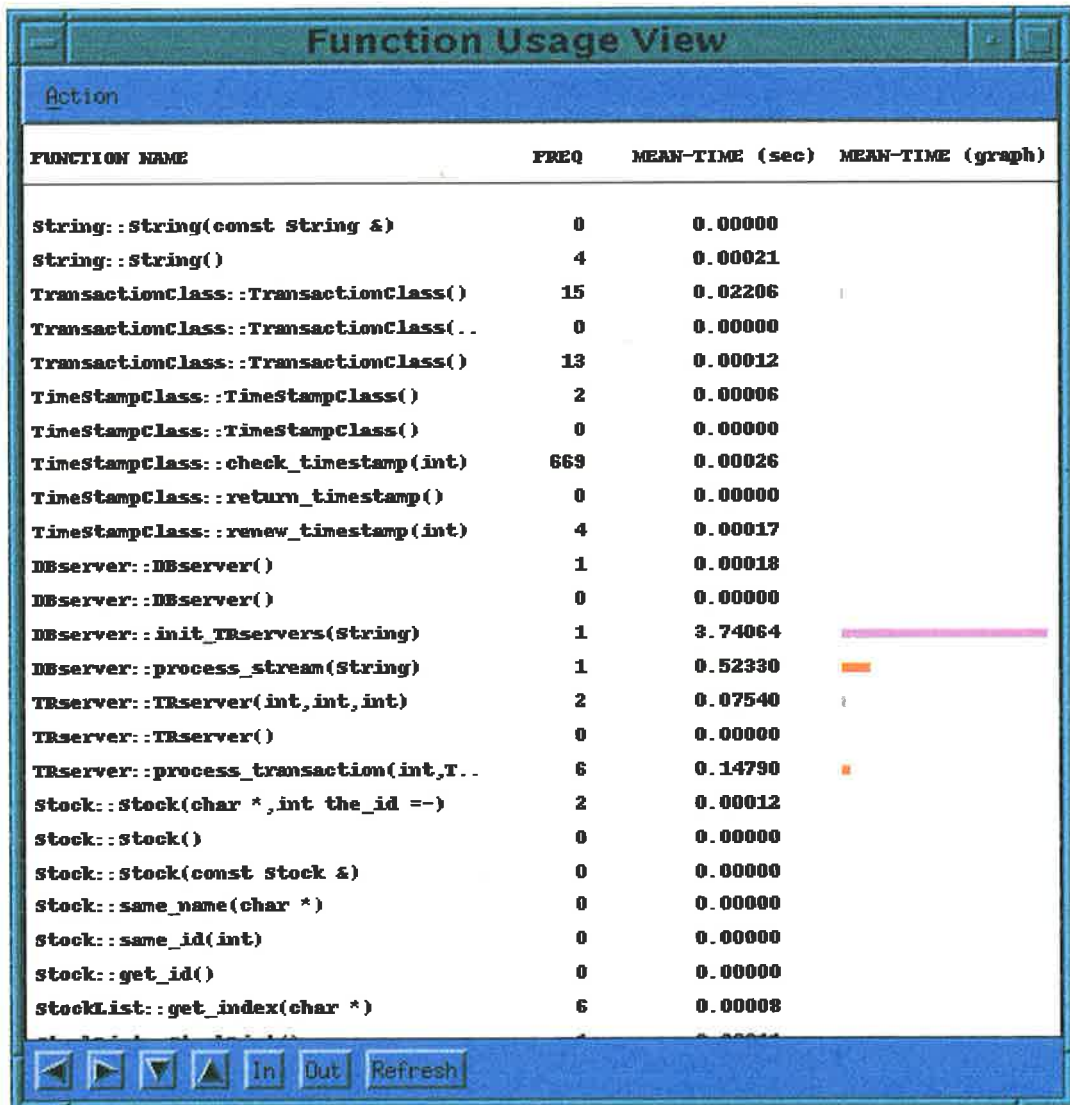 Function Usage View
Action
FUNCTION NAME FREQ MEAN-TIME (sec) MEAN-TIME (graph)
String::String(const String &) 0 0.00000
String::String() 4 0.00021
TransactionClass::TransactionClass() 15 0.02206
TransactionClass::TransactionClass(.. 0 0.00000
TransactionClass::TransactionClass() 13 0.00012
TimeStampClass::TimeStampClass() 2 0.00006
TimeStampClass::TimeStampClass() 0 0.00000
TimeStampClass::check_timestamp(int) 669 0.00026
TimeStampClass::return_timestamp() 0 0.00000
TimeStampClass::renew_timestamp(int) 4 0.00017
DBserver::DBserver() 1 0.00018
DBserver::DBserver() 0 0.00000
DBserver::init_TRservers(String) 1 3.74064
DBserver::process_stream(String) 1 0.52330
TRserver::TRserver(int,int,int) 2 0.07540
TRserver::TRserver() 0 0.00000
TRserver::process_transaction(int,T.. 6 0.14790
Stock::Stock(char *,int the_id =-) 2 0.00012
Stock::Stock() 0 0.00000
Stock::Stock(const Stock &) 0 0.00000
Stock::same_name(char *) 0 0.00000
Stock::same_id(int) 0 0.00000
Stock::get_id() 0 0.00000
StockList::get_index(char *) 6 0.00008
In Out Refresh